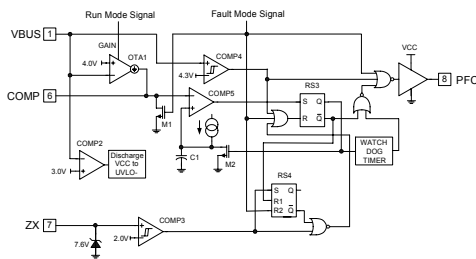 Run Mode Signal
Fault Mode Signal
VBUS 1
GAIN
OTA1
4.0V
COMP4
4.3V
VCC
8 PFC
COMP 6
COMP5
RS3
S Q
R Q
M1
C1
M2
WATCH
DOG
TIMER
COMP2
3.0V
Discharge
VCC
to
UVLO-
RS4
S Q
R1
R2 Q
ZX 7
COMP3
7.6V
2.0V